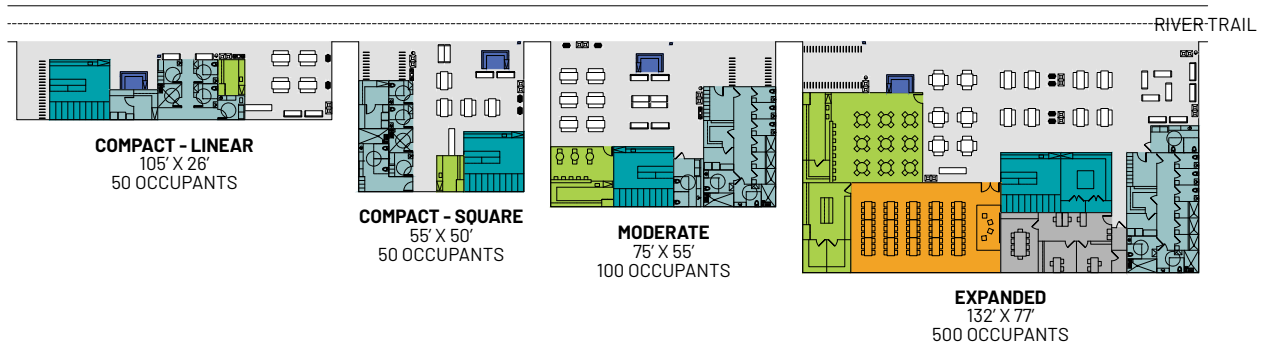 RIVER TRAIL
COMPACT - LINEAR
105' X 26'
50 OCCUPANTS
COMPACT - SQUARE
55' X 50'
50 OCCUPANTS
MODERATE
75' X 55'
100 OCCUPANTS
EXPANDED
132' X 77'
500 OCCUPANTS